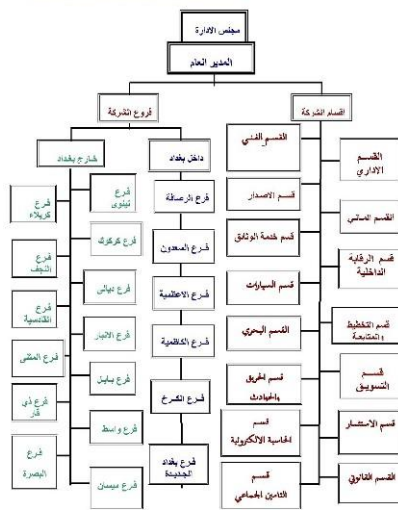 مجلس الادارة
المدير العام
اقسام الشركة
فروع الشركة
القسم الفني
القسم
الاداري
قسم الاصدار
القسم المالي
قسم خدمة الوثائق
قسم الرقابة
الداخلية
قسم السيارات
قسم التخطيط
والمتابعة
القسم البحري
قسم
التسويق
قسم الحريق
والحوادث
قسم الاستثمار
قسم
الحاسبة الالكترونية
القسم القانوني
قسم
التامين الجماعي
داخل بغداد
فرع الرصافة
فرع السعدون
فرع الاعظمية
فرع الكاظمية
فرع الكرخ
فرع بغداد
الجديدة
خارج بغداد
فرع
نينوى
فرع
كربلاء
فرع كركوك
فرع
النجف
فرع ديالى
فرع
القادسية
فرع الانبار
فرع المثنى
فرع بابل
فرع ذي
قار
فرع واسط
فرع
البصرة
فرع ميسان